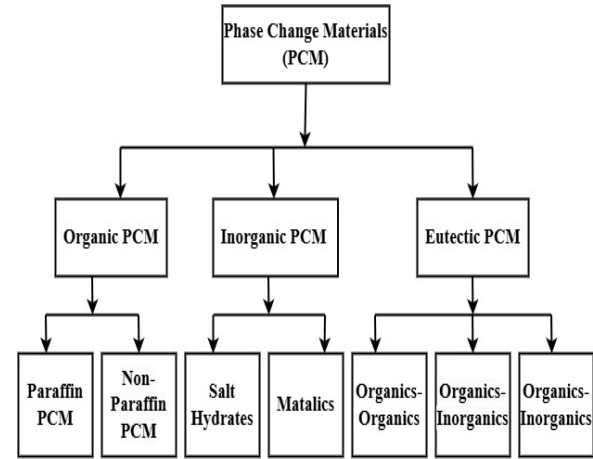 Phase Change Materials
(PCM)
Organic PCM
Inorganic PCM
Eutectic PCM
Paraffin
PCM
Non-
Paraffin
PCM
Salt
Hydrates
Matalics
Organics-
Organics
Organics-
Inorganics
Organics-
Inorganics